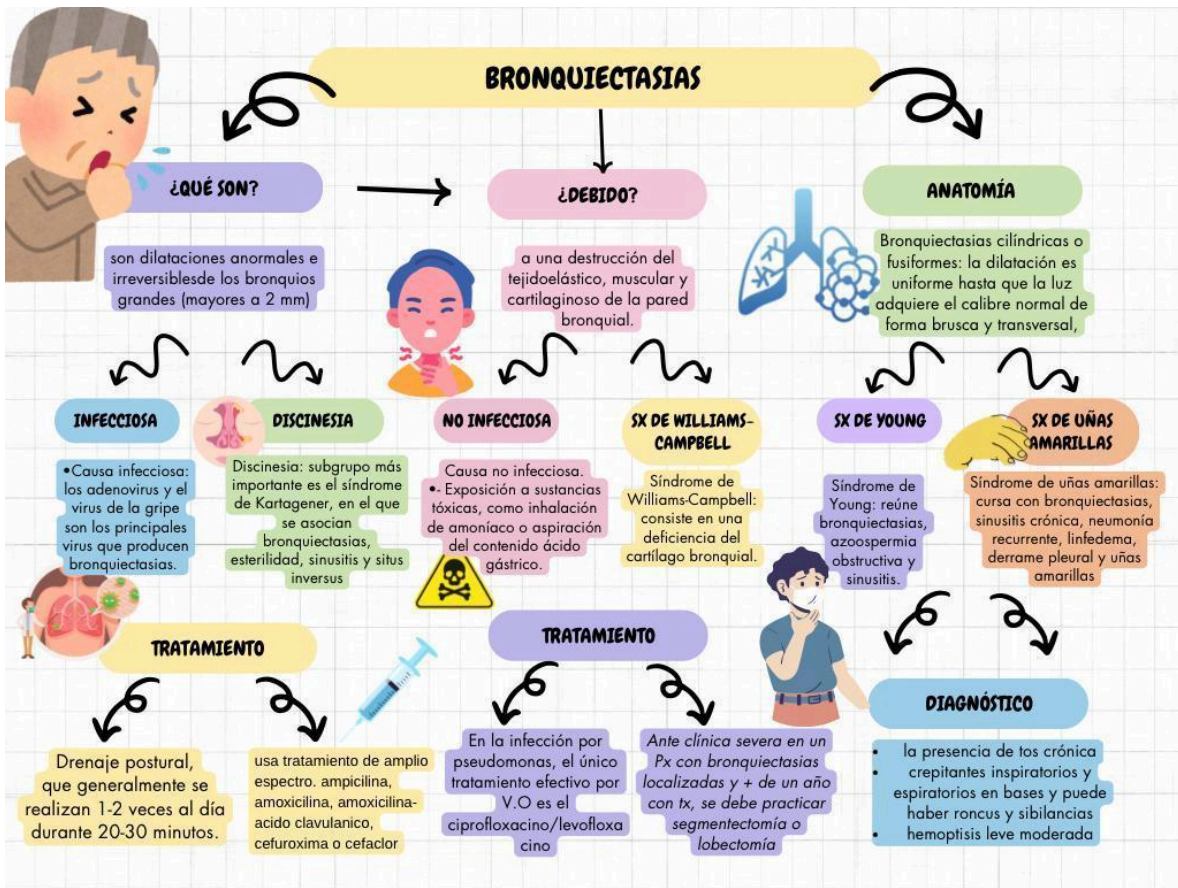 BRONQUIECTASIAS
¿QUÉ SON?
son dilataciones anormales e
irreversiblesde los bronquios
grandes (mayores a 2 mm)
¿DEBIDO?
a una destrucción del
tejidoelástico, muscular y
cartilaginoso de la pared
bronquial.
ANATOMÍA
Bronquiectasias cilíndricas o
fusiformes: la dilatación es
uniforme hasta que la luz
adquiere el calibre normal de
forma brusca y transversal,
INFECCIOSA
•Causa infecciosa:
los adenovirus y el
virus de la gripe
son los principales
virus que producen
bronquiectasias.
DISCINESIA
Discinesia: subgrupo más
importante es el síndrome
de Kartagener, en el que
se asocian
bronquiectasias,
esterilidad, sinusitis y situs
inversus
NO INFECCIOSA
Causa no infecciosa.
•- Exposición a sustancias
tóxicas, como inhalación
de amoníaco o aspiración
del contenido ácido
gástrico.
SX DE WILLIAMS-
CAMPBELL
Síndrome de
Williams-Campbell:
consiste en una
deficiencia del
cartílago bronquial.
SX DE YOUNG
Síndrome de
Young: reúne
bronquiectasias,
azoospermia
obstructiva y
sinusitis.
SX DE UÑAS
AMARILLAS
Síndrome de uñas amarillas:
cursa con bronquiectasias,
sinusitis crónica, neumonía
recurrente, linfedema,
derrame pleural y uñas
amarillas
TRATAMIENTO
Drenaje postural,
que generalmente se
realizan 1-2 veces al día
durante 20-30 minutos.
usa tratamiento de amplio
espectro. ampicilina,
amoxicilina, amoxicilina-
acido clavulanico,
cefuroxima o cefaclor
TRATAMIENTO
En la infección por
pseudomonas, el único
tratamiento efectivo por
V.O es el
ciprofloxacino/levofloxa
cino
Ante clínica severa en un
Px con bronquiectasias
localizadas y + de un año
con tx, se debe practicar
segmentectomía o
lobectomía
DIAGNÓSTICO
• la presencia de tos crónica
• crepitantes inspiratorios y
espiratorios en bases y puede
haber roncus y sibilancias
• hemoptisis leve moderada